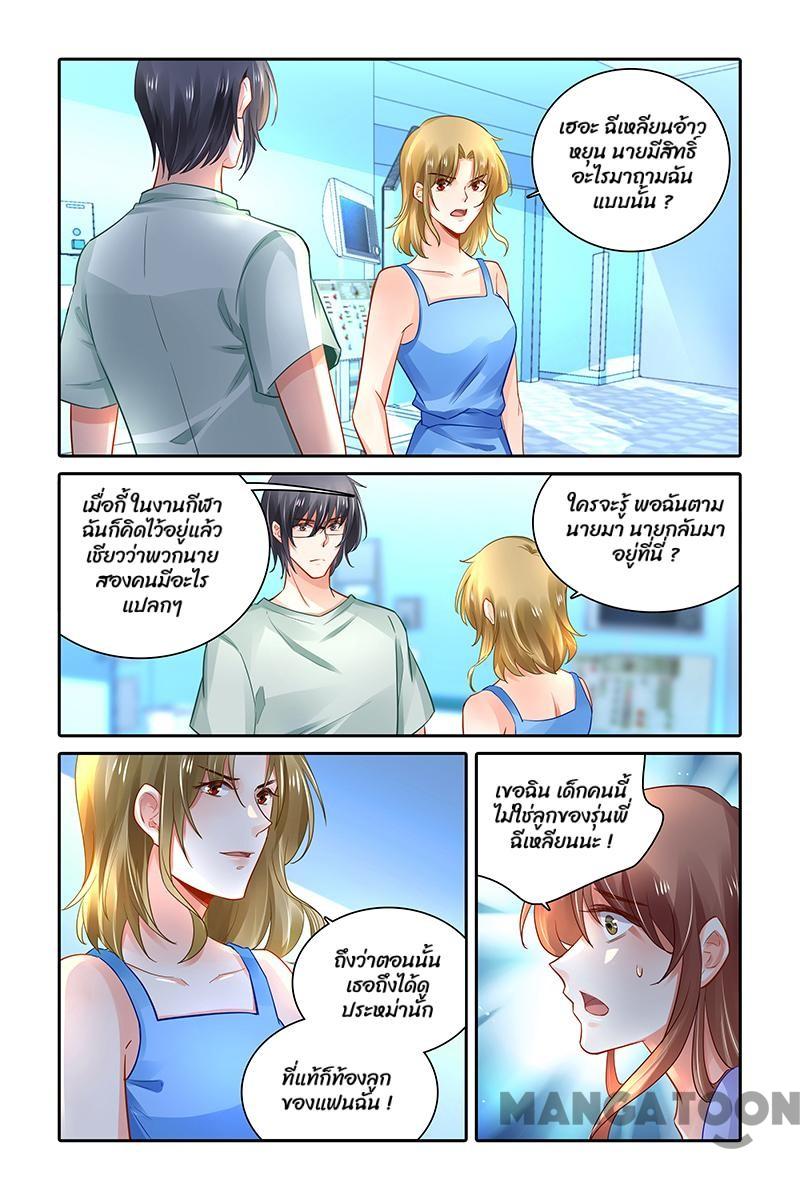 เฮอะ ฉีเหลียนอ้าว
หยุน นายมีสิทธิ์
อะไรมาถามฉัน
แบบนั้น ?
เมื่อกี้ ในงานกีฬา
ฉันก็คิดไว้อยู่แล้ว
เชียวว่าพวกนาย
สองคนมีอะไร
แปลกๆ
ใครจะรู้ พอฉันตาม
นายมา นายกลับมา
อยู่ที่นี่ ?
ถึงว่าตอนนั้น
เธอถึงได้ดู
ประหม่านัก
ที่แท้ก็ท้องลูก
ของแฟนฉัน !
เขอฉิน เด็กคนนี้
ไม่ใช่ลูกของรุ่นพี่
ฉีเหลียนนะ !
MANGATOON